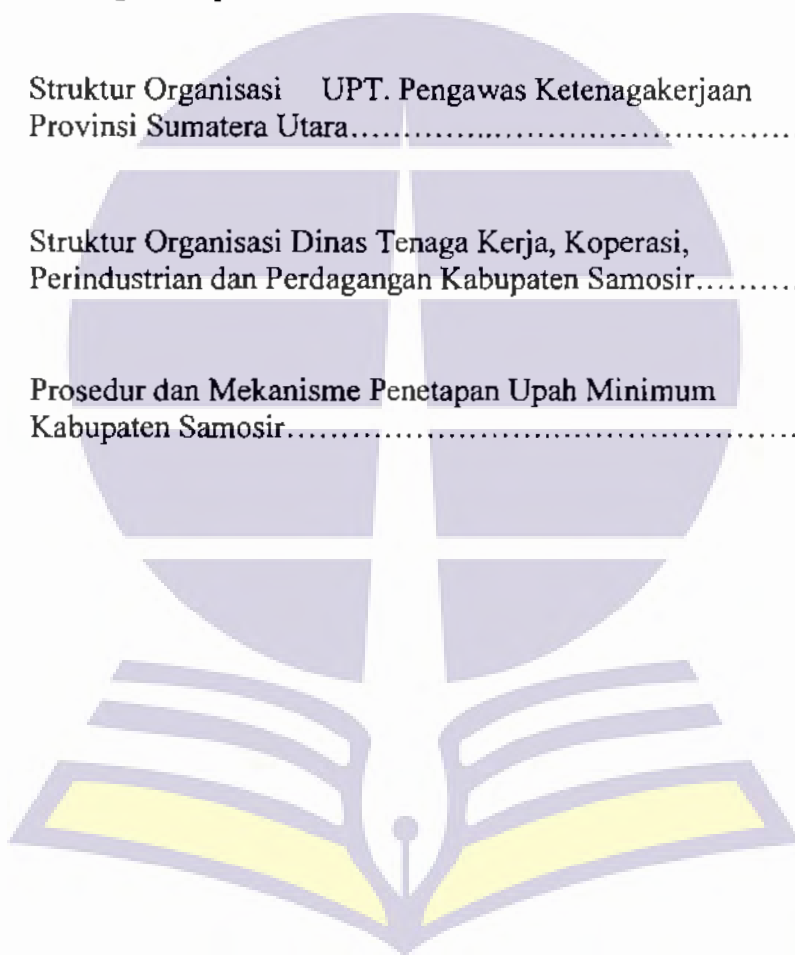 Struktur Organisasi UPT. Pengawas Ketenagakerjaan
Provinsi Sumatera Utara.............................................
Struktur Organisasi Dinas Tenaga Kerja, Koperasi,
Perindustrian dan Perdagangan Kabupaten Samosir..........
Prosedur dan Mekanisme Penetapan Upah Minimum
Kabupaten Samosir....................................................